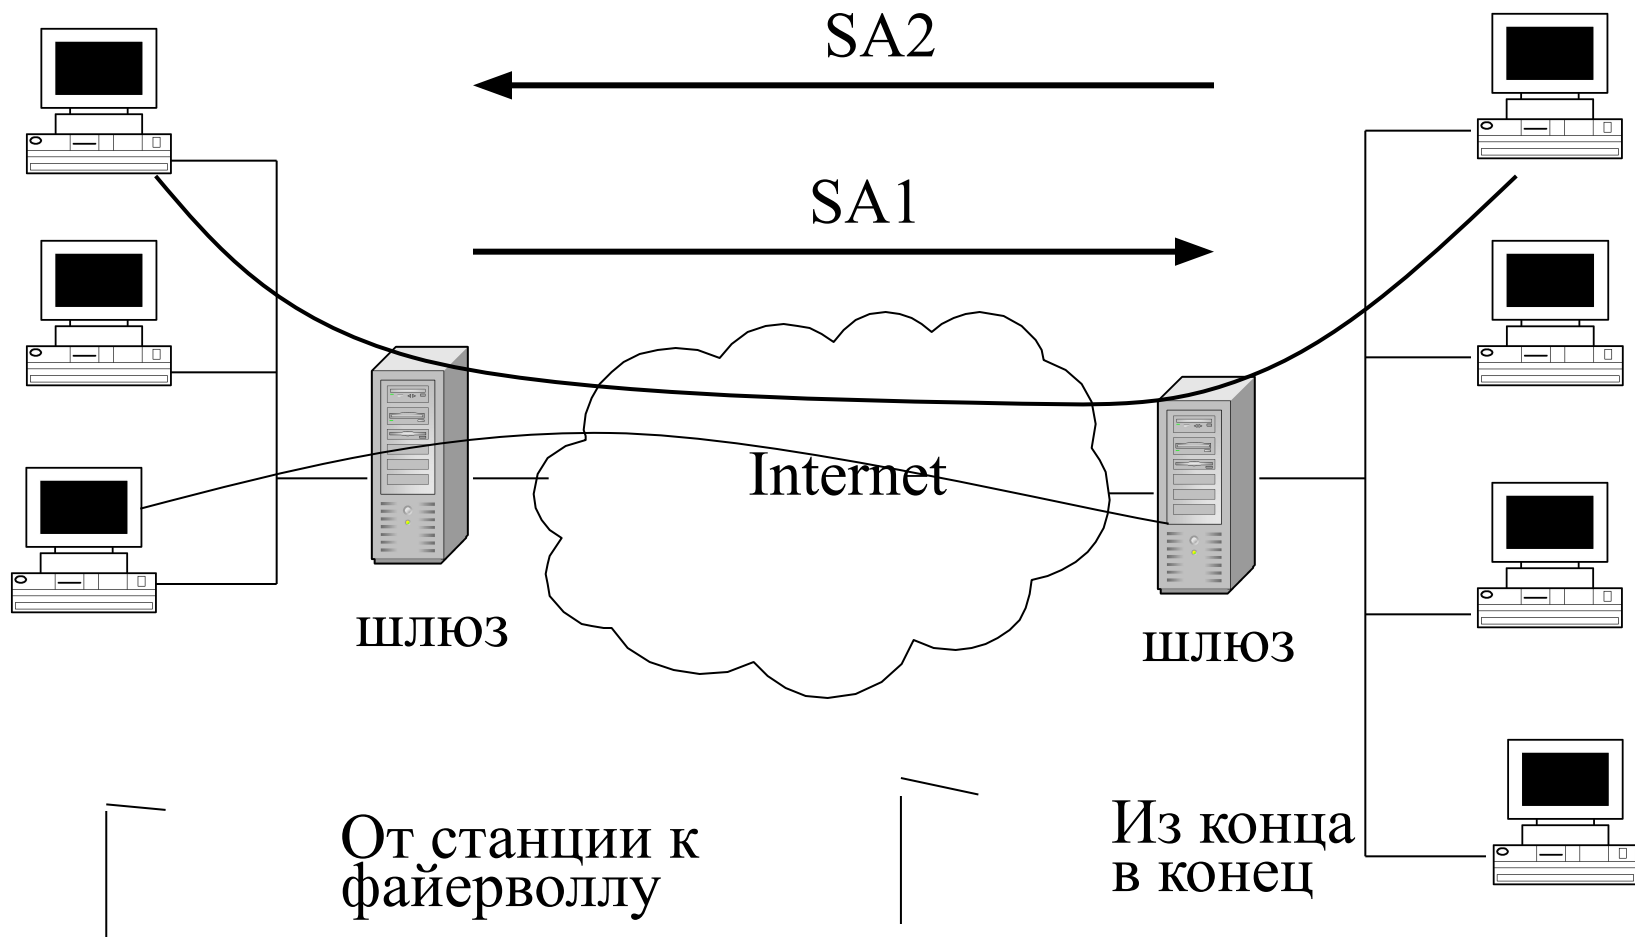 SA2
SA1
Internet
шлюз
шлюз
От станции к
файерволлу
Из конца
в конец